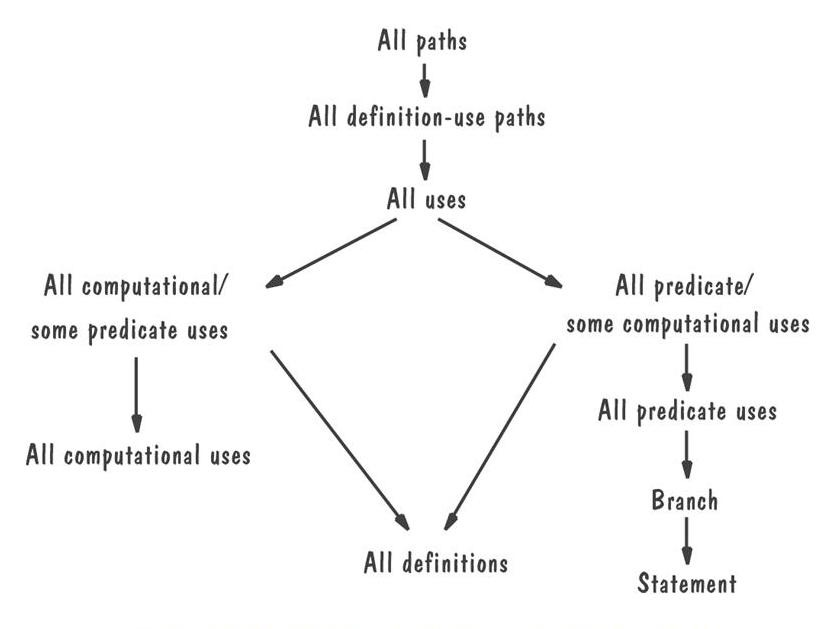 All paths
All definition-use paths
All uses
All computational/
some predicate uses
All predicate/
some computational uses
All predicate uses
All computational uses
Branch
All definitions
Statement